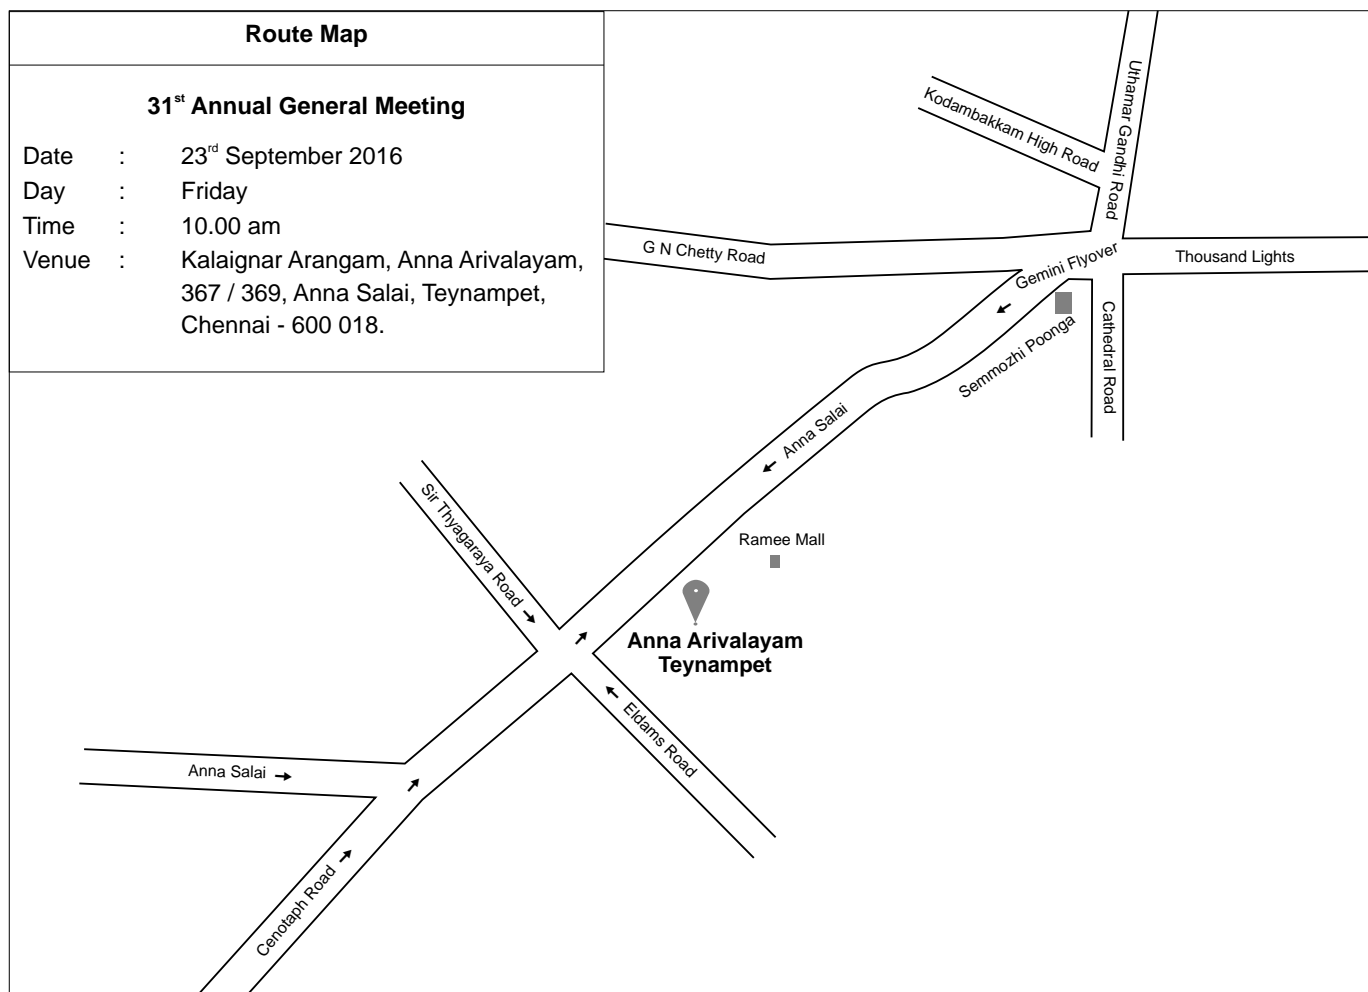 Route Map
31st Annual General Meeting
Date : 23rd September 2016
Day : Friday
Time : 10.00 am
Venue : Kalaignar Arangam, Anna Arivalayam,
367 / 369, Anna Salai, Teynampet,
Chennai - 600 018.
Uthamar Gandhi Road
Kodambakkam High Road
G N Chetty Road
Gemini Flyover
Thousand Lights
Semmozhi Poonga
Cathedral Road
Anna Salai
Sir Thyagaraya Road
Ramee Mall
Anna Arivalayam
Teynampet
Eldams Road
Anna Salai
Cenotaph Road